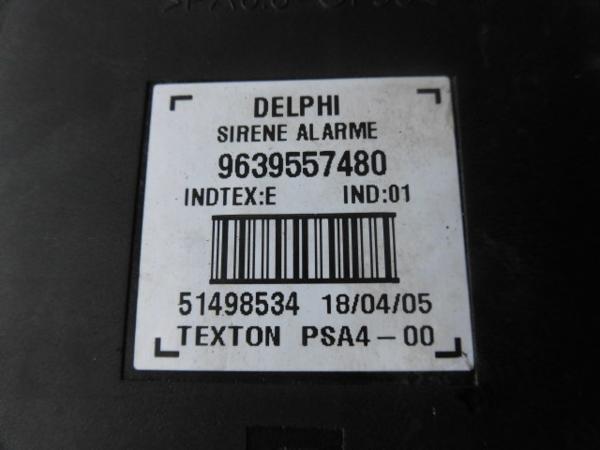 DELPHI
SIRENE ALARME
9639557480
INDTEX:E IND:01
51498534 18/04/05
TEXTON PSA4-00